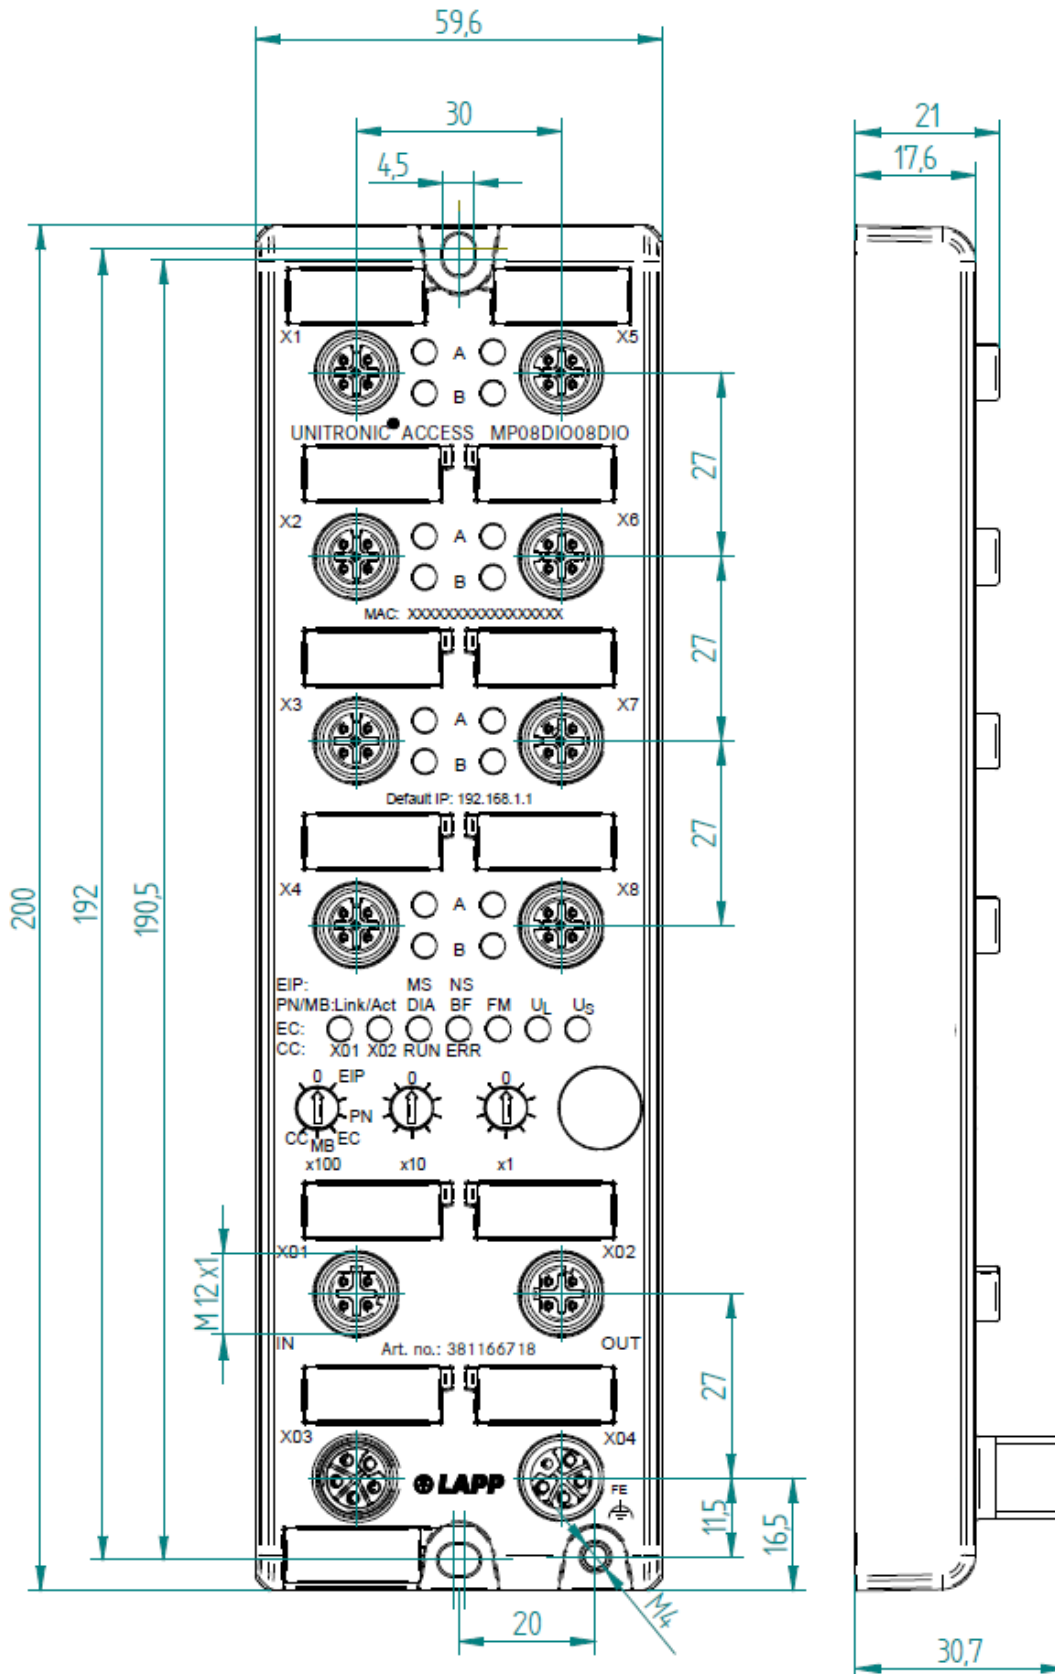 59,6
30
4,5
21
17,6
X1 A X5
B
UNITRONIC® ACCESS MP08DIO08DIO
27
X2 A X6
B
MAC: XXXXXXXXXXXXXXXXX
27
X3 A X7
B
Default IP: 192.168.1.1
27
X4 A X8
B
200
192
190,5
EIP: MS NS
PN/MB:Link/Act DIA BF FM UL US
EC:
CC: X01 X02 RUN ERR
0 EIP 0 0
PN
CC MB EC
x100 x10 x1
X01 X02
M 12 x1
IN Art. no.: 381166718 OUT
27
X03 X04
LAPP
FE
11,5
16,5
M4
20
30,7